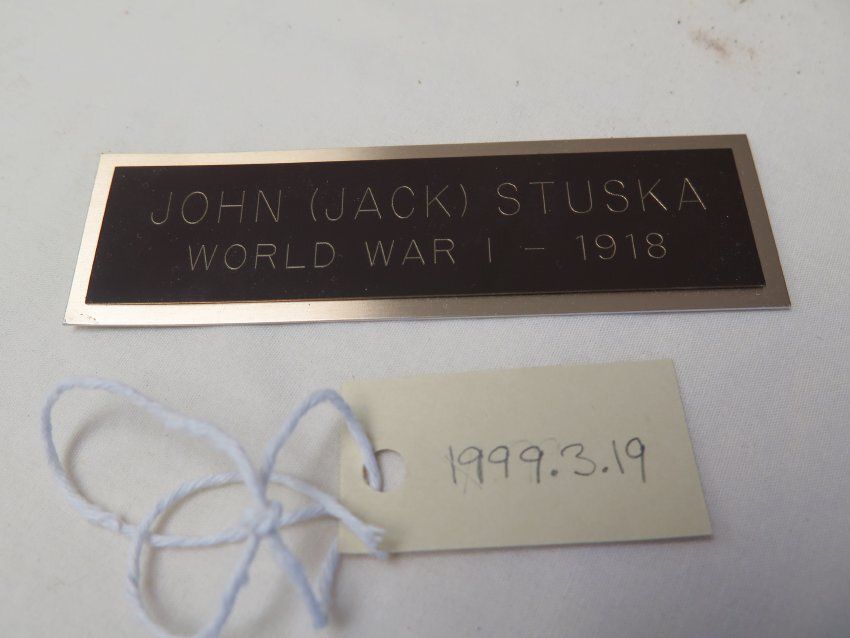 JOHN (JACK) STUSKA
WORLD WAR I - 1918
1999.3.19